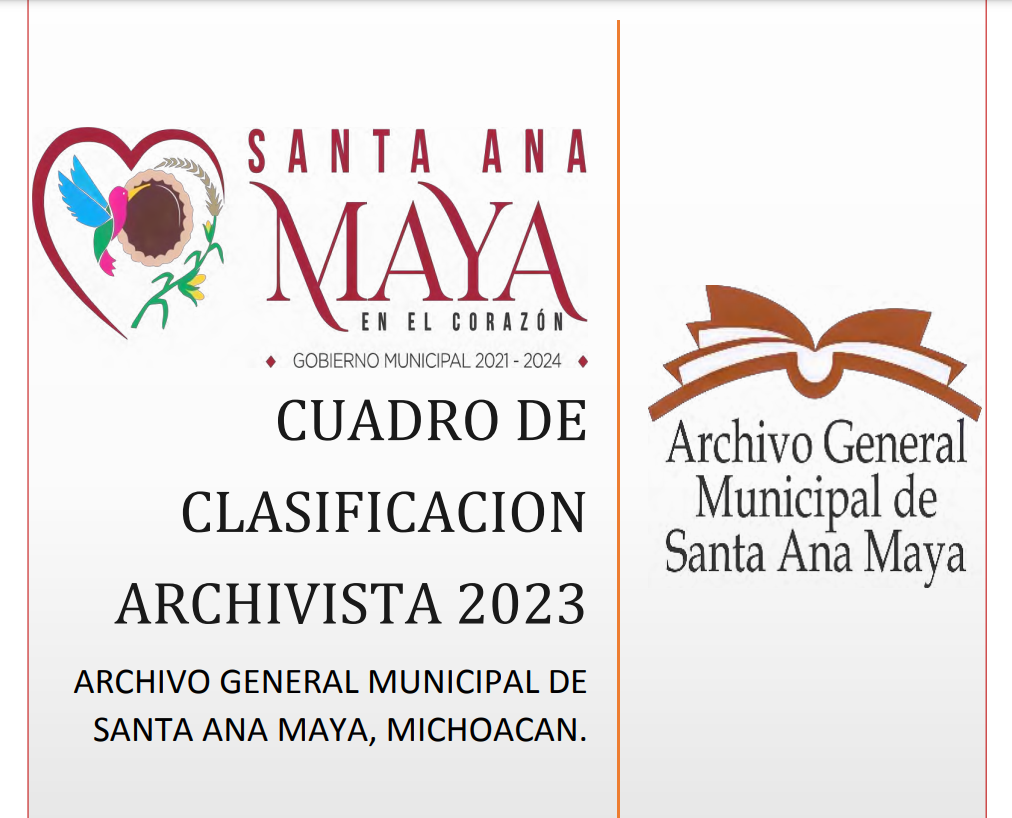 SANTA ANA
MAYA
EN EL CORAZÓN
GOBIERNO MUNICIPAL 2021 - 2024
CUADRO DE
CLASIFICACION
ARCHIVISTA 2023
ARCHIVO GENERAL MUNICIPAL DE
SANTA ANA MAYA, MICHOACAN.
Archivo General
Municipal de
Santa Ana Maya